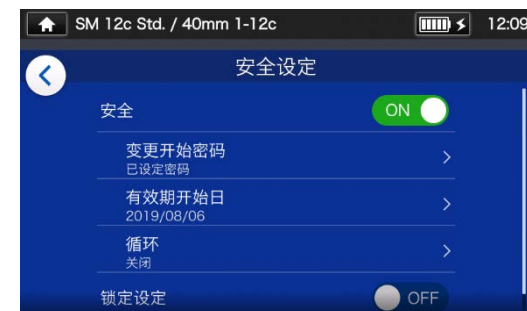 SM 12c Std. / 40mm 1-12c
12:09
安全设定
安全
ON
变更开始密码
已设定密码
有效期开始日
2019/08/06
循环
关闭
锁定设定
OFF